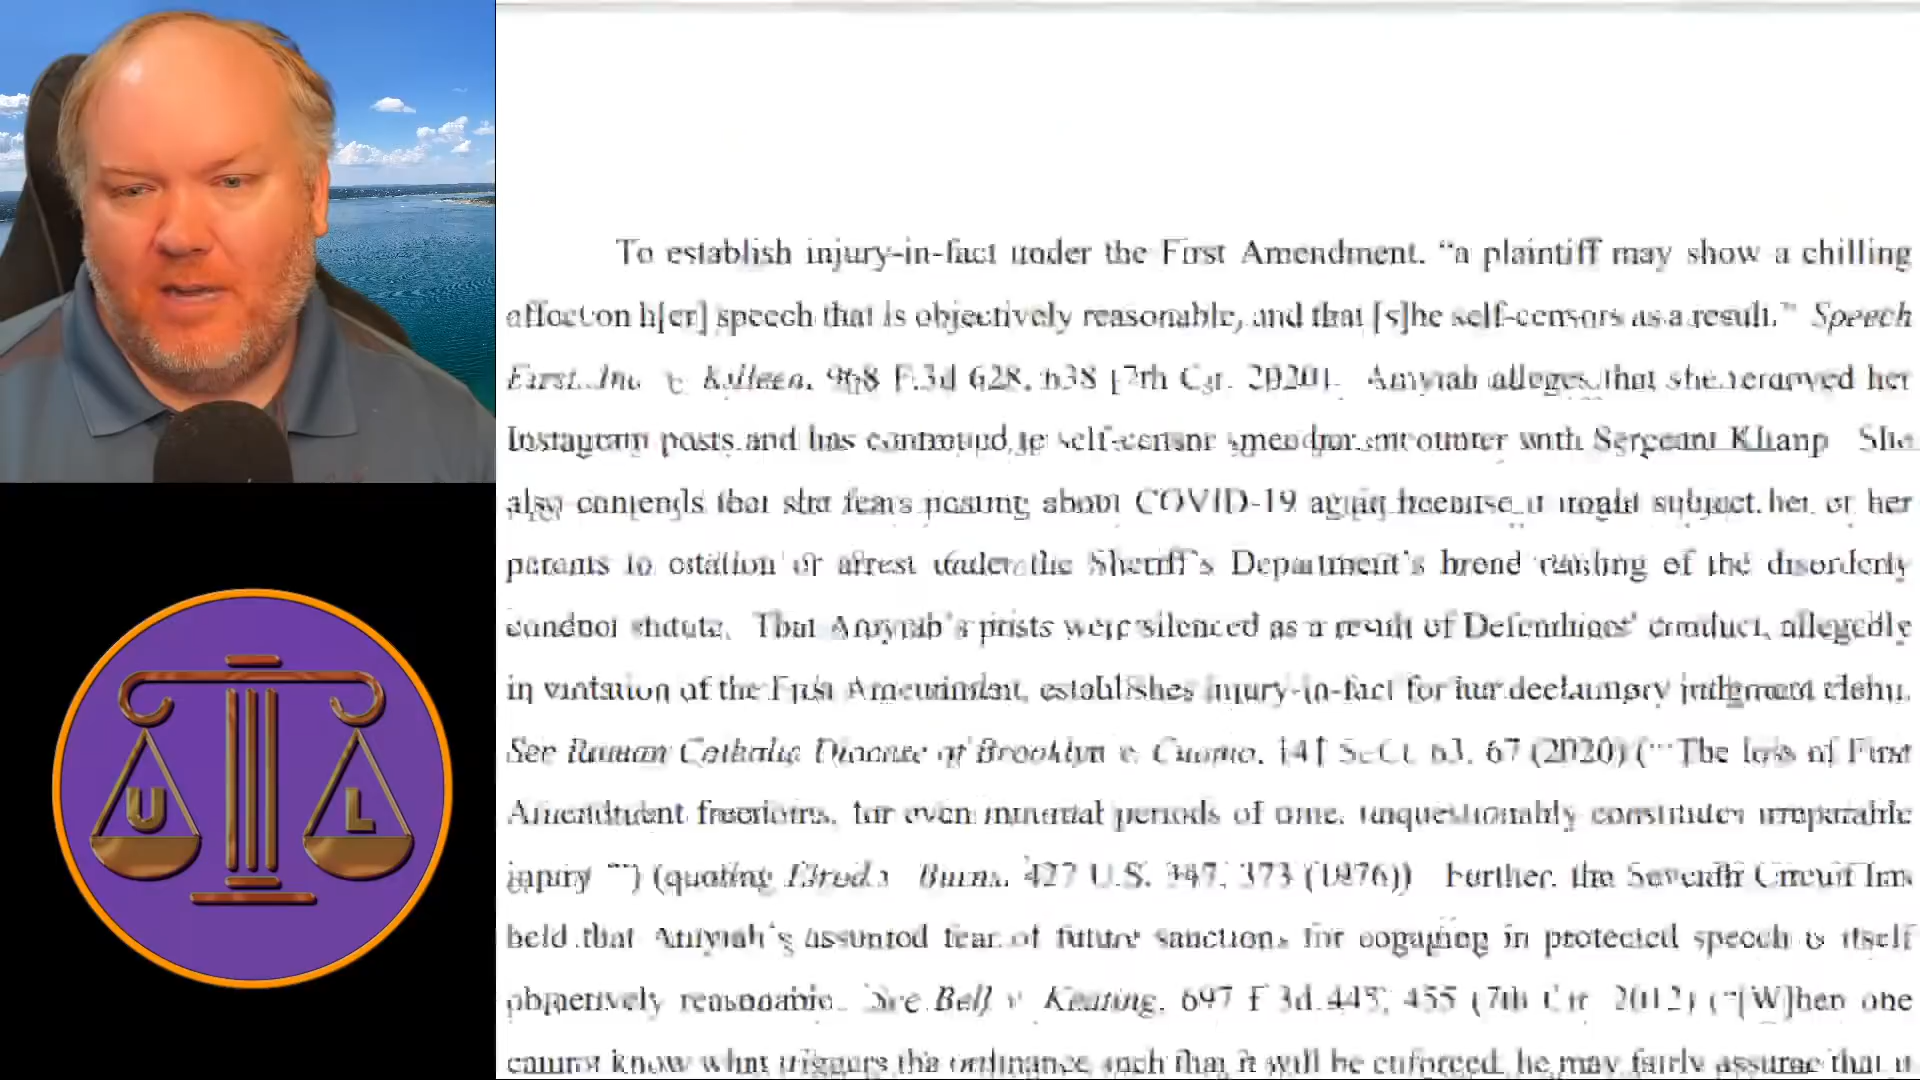 To establish injury-in-fact under the First Amendment, "a plaintiff may show a chilling
effect on h[er] speech that is objectively reasonable, and that [s]he self-censors as a result." Speech
First, Inc. v. Killeen, 968 F.3d 628, 638 (7th Cir. 2020). Amyiah alleges that she removed her
Instagram posts and has continued to self-censor since her encounter with Sergeant Klump. She
also contends that she fears posting about COVID-19 again because it might subject her or her
parents to citation or arrest under the Sheriff's Department's broad reading of the disorderly
conduct statute. That Amyiah's posts were silenced as a result of Defendants' conduct, allegedly
in violation of the First Amendment, establishes injury-in-fact for her declaratory judgment claim.
See Roman Catholic Diocese of Brooklyn v. Cuomo, 141 S. Ct. 63, 67 (2020) ("'The loss of First
Amendment freedoms, for even minimal periods of time, unquestionably constitutes irreparable
injury.'") (quoting Elrod v. Burns, 427 U.S. 347, 373 (1976)). Further, the Seventh Circuit has
held that Amyiah's assumed fear of future sanctions for engaging in protected speech is itself
objectively reasonable. See Bell v. Keating, 697 F.3d 445, 455 (7th Cir. 2012) ("[W]hen one
cannot know what triggers the ordinance such that it will be enforced, he may fairly assume that
U L